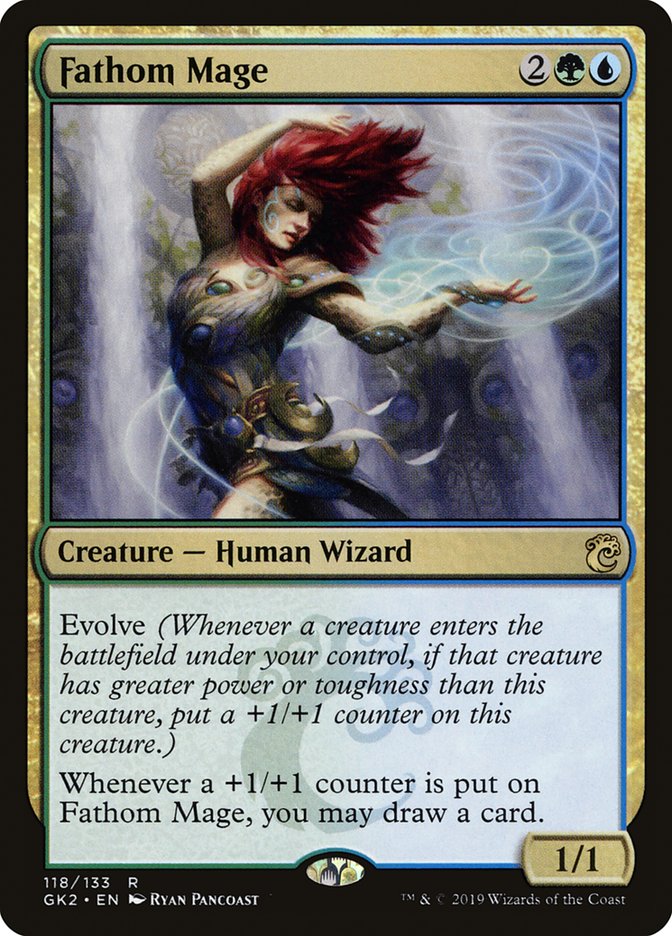 Fathom Mage 2
Creature — Human Wizard
Evolve (Whenever a creature enters the
battlefield under your control, if that creature
has greater power or toughness than this
creature, put a +1/+1 counter on this
creature.)
Whenever a +1/+1 counter is put on
Fathom Mage, you may draw a card.
1/1
118/133 R
GK2 • EN Ryan Pancoast
™ & © 2019 Wizards of the Coast